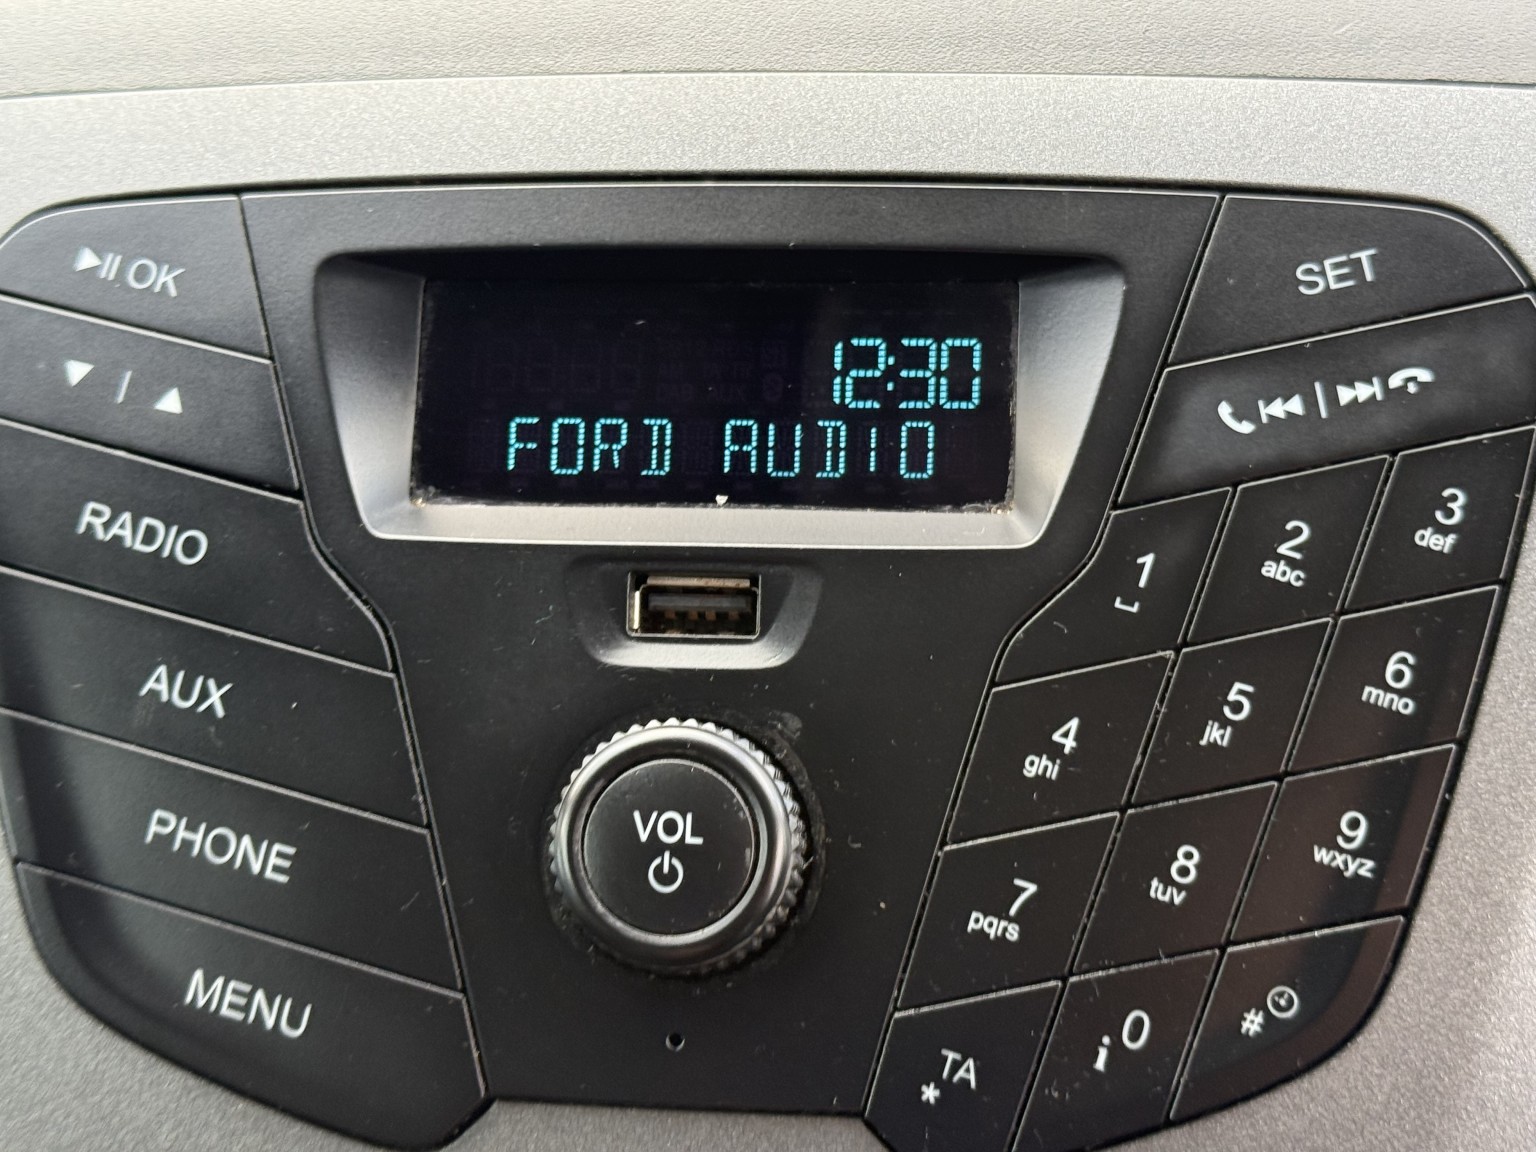 12:30
FORD AUDIO
OK
SET
RADIO
AUX
PHONE
MENU
VOL
1
2
abc
3
def
4
ghi
5
jkl
6
mno
7
pqrs
8
tuv
9
wxyz
TA
*
i 0
#